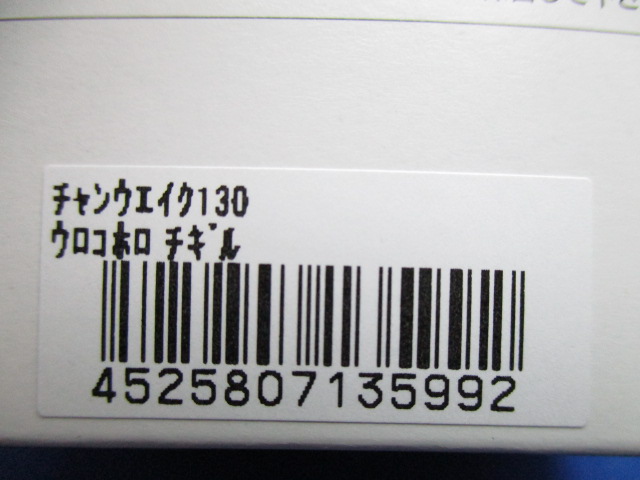 ﾁｬﾝｳｴｲｸ130
ｳﾛｺﾎﾛ ﾁｷﾞﾙ
4525807135992